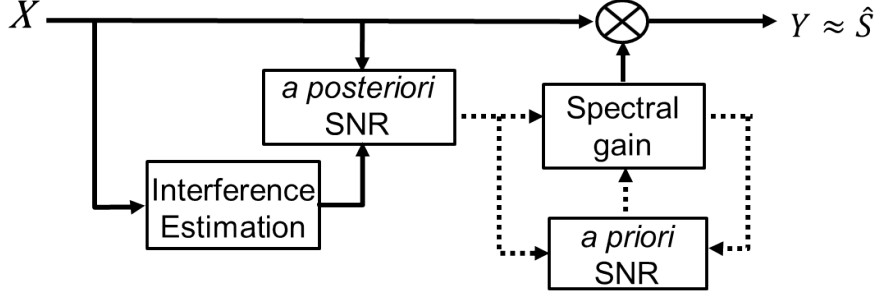 X
Y ≈ Ŝ
a posteriori
SNR
Spectral
gain
Interference
Estimation
a priori
SNR